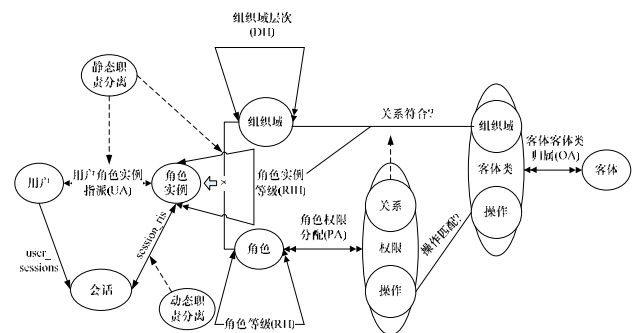 组织域层次
(DH)
静态职
责分离
组织域
关系符合?
组织域
客体客体类
归属(OA)
客体类
客体
用户
用户角色实例
指派(UA)
角色
实例
×
角色实例
等级(RIH)
操作
关系
角色权限
分配(PA)
权限
角色
操作匹配?
操作
user_
sessions
session_ris
会话
动态职
责分离
角色等级(RH)